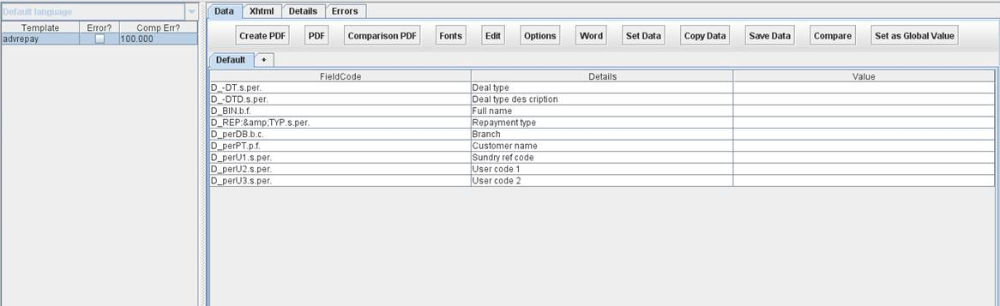 Default language
Template Error? Comp Err?
advrepay 100.000
Data Xhtml Details Errors
Create PDF PDF Comparison PDF Fonts Edit Options Word Set Data Copy Data Save Data Compare Set as Global Value
Default +
FieldCode Details Value
D_-DT.s.per. Deal type
D_-DTD.s.per. Deal type des cription
D_BIN.b.f. Full name
D_REP:&amp;TYP.s.per. Repayment type
D_perDB.b.c. Branch
D_perPT.p.f. Customer name
D_perU1.s.per. Sundry ref code
D_perU2.s.per. User code 1
D_perU3.s.per. User code 2